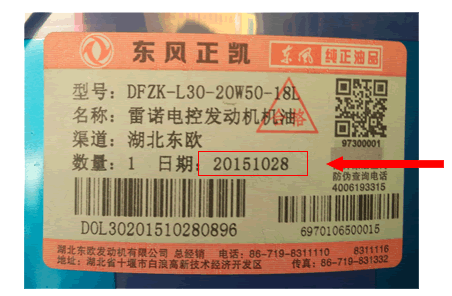 东风正凯 东风 纯正油品
型号: DFZK-L30-20W50-18L
名称: 雷诺电控发动机机油
合格
渠道: 湖北东欧
数量: 1 日期: 20151028
97300001
防伪查询电话
4006193315
DOL30201510280896
6970106500015
湖北东欧发动机有限公司 总经销 电话: 86-719-8311110 8311116
地址: 湖北省十堰市白浪高新技术经济开发区 传真: 86-719-831332